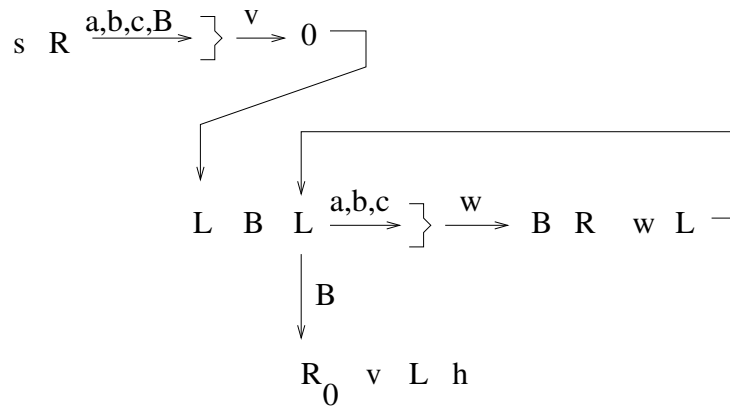 a,b,c,B v
s R } 0
a,b,c w
L B L } B R w L
B
R₀ v L h